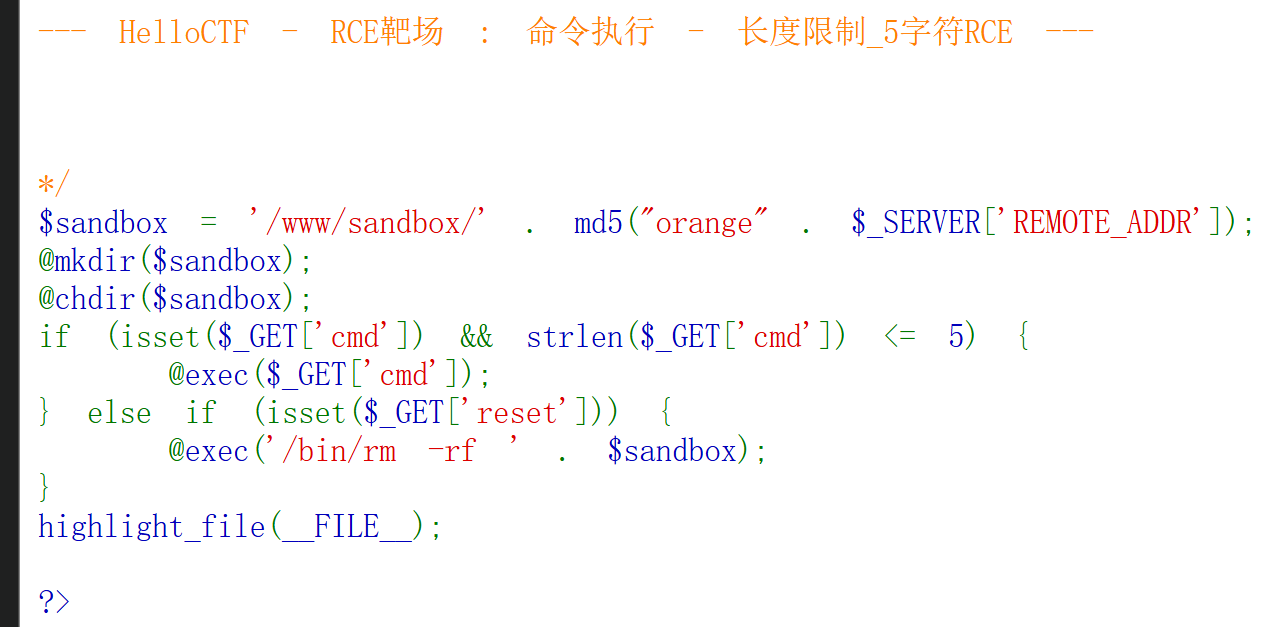 --- HelloCTF - RCE靶场 : 命令执行 - 长度限制_5字符RCE ---
*/
$sandbox = '/www/sandbox/' . md5("orange" . $_SERVER['REMOTE_ADDR']);
@mkdir($sandbox);
@chdir($sandbox);
if (isset($_GET['cmd']) && strlen($_GET['cmd']) <= 5) {
@exec($_GET['cmd']);
} else if (isset($_GET['reset'])) {
@exec('/bin/rm -rf ' . $sandbox);
}
highlight_file(__FILE__);
?>